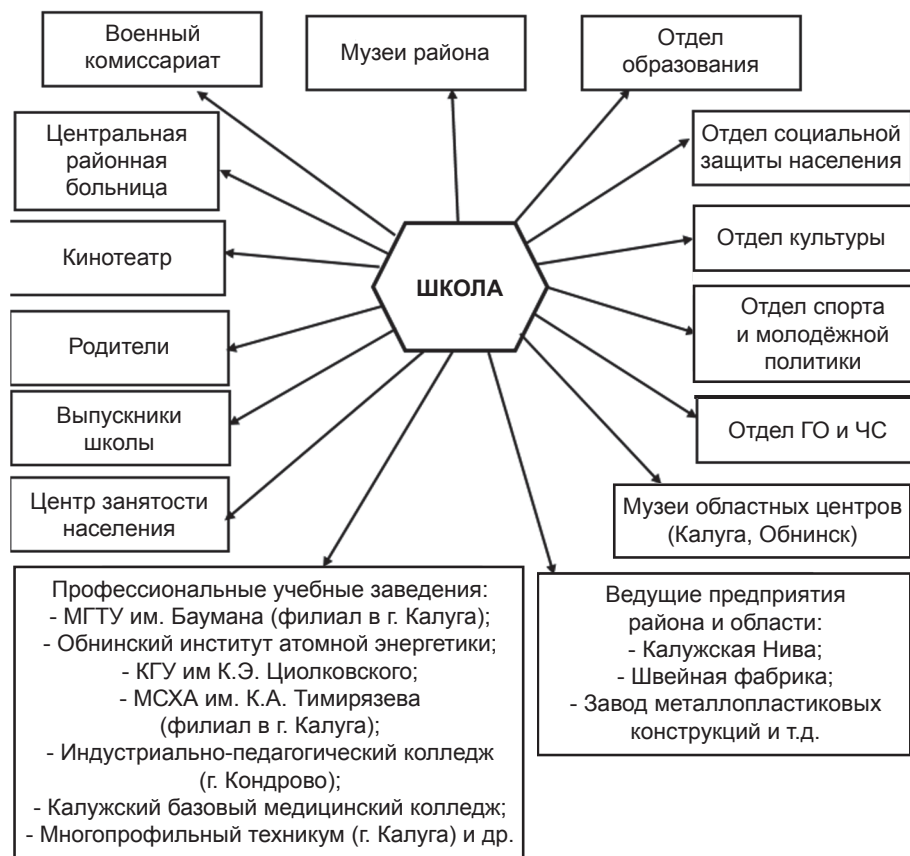 Военный
комиссариат
Музеи района
Отдел
образования
Центральная
районная
больница
Отдел социальной
защиты населения
Кинотеатр
Отдел культуры
ШКОЛА
Родители
Отдел спорта
и молодёжной
политики
Выпускники
школы
Отдел ГО и ЧС
Центр занятости
населения
Музеи областных центров
(Калуга, Обнинск)
Профессиональные учебные заведения:
- МГТУ им. Баумана (филиал в г. Калуга);
- Обнинский институт атомной энергетики;
- КГУ им К.Э. Циолковского;
- МСХА им. К.А. Тимирязева
(филиал в г. Калуга);
- Индустриально-педагогический колледж
(г. Кондрово);
- Калужский базовый медицинский колледж;
- Многопрофильный техникум (г. Калуга) и др.
Ведущие предприятия
района и области:
- Калужская Нива;
- Швейная фабрика;
- Завод металлопластиковых
конструкций и т.д.